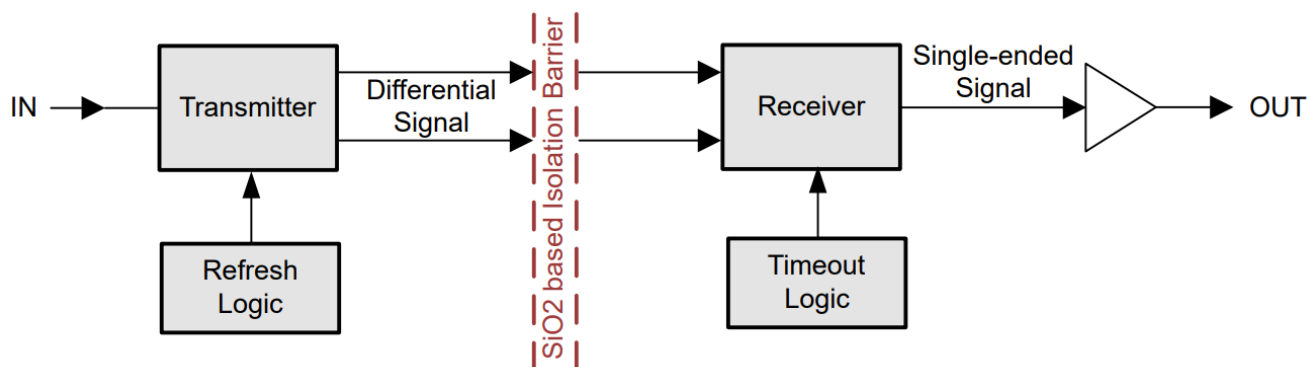 IN
Transmitter
Differential
Signal
SiO2 based Isolation Barrier
Receiver
Single-ended
Signal
OUT
Refresh
Logic
Timeout
Logic